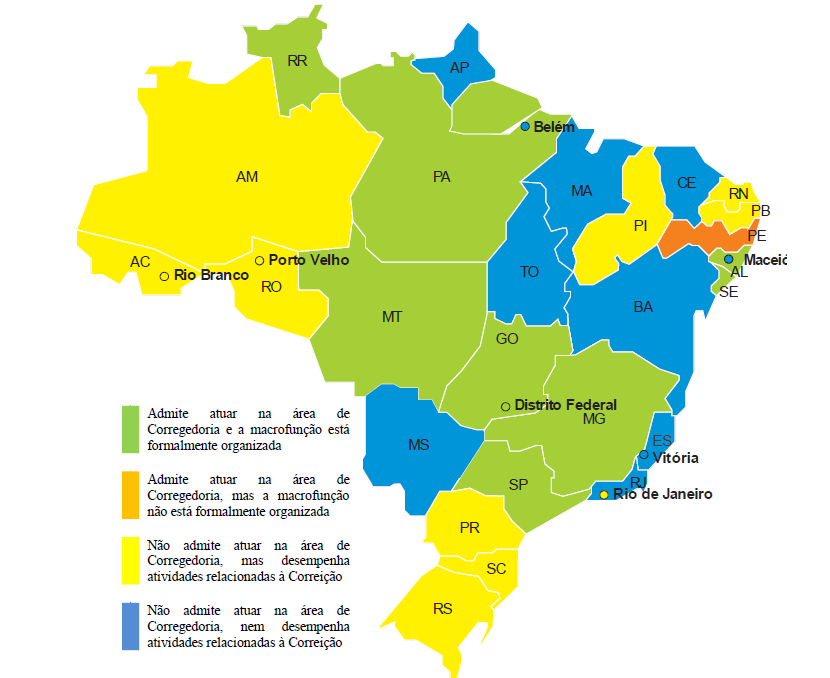 RR
AP
Belém
AM
PA
MA
CE
RN
PB
PI
PE
Maceió
AC
Rio Branco
Porto Velho
RO
TO
AL
SE
BA
MT
GO
Distrito Federal
MG
MS
ES
Vitória
SP
RJ
Rio de Janeiro
PR
SC
RS
Admite atuar na área de
Corregedoria e a macrofunção está
formalmente organizada
Admite atuar na área de
Corregedoria, mas a macrofunção
não está formalmente organizada
Não admite atuar na área de
Corregedoria, mas desempenha
atividades relacionadas à Correição
Não admite atuar na área de
Corregedoria, nem desempenha
atividades relacionadas à Correição